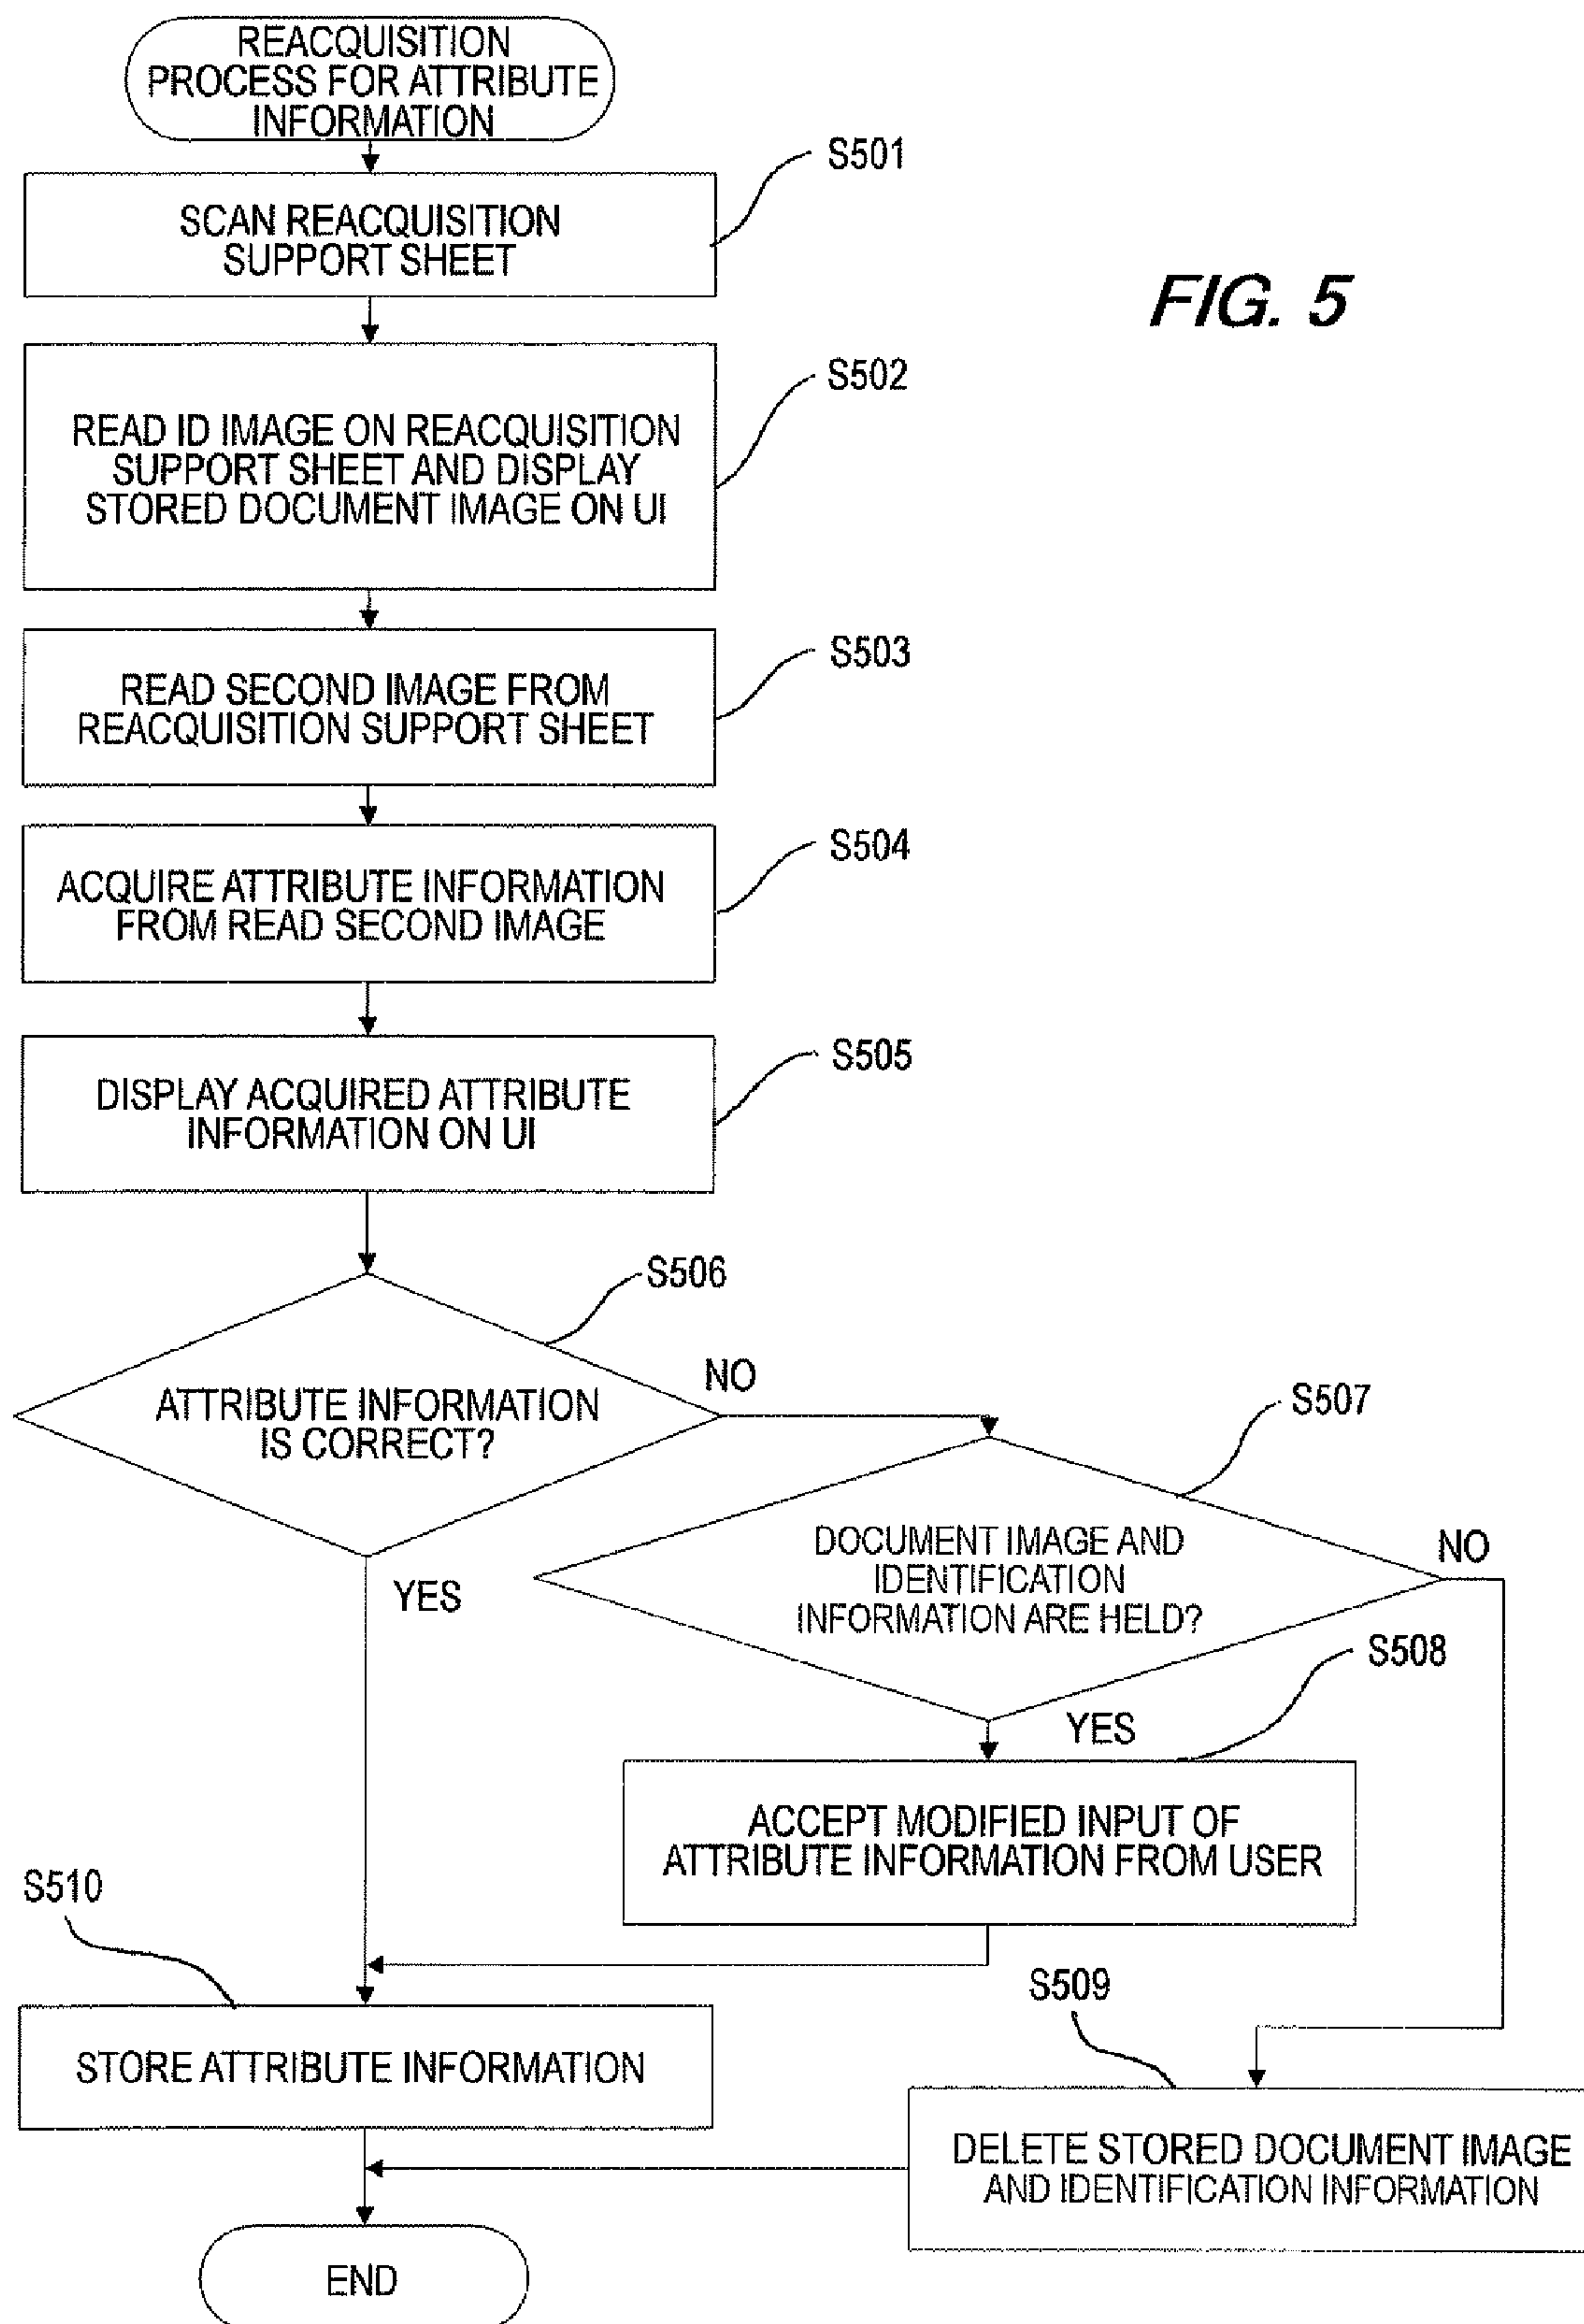 REACQUISITION
PROCESS FOR ATTRIBUTE
INFORMATION
S501
SCAN REACQUISITION
SUPPORT SHEET
FIG. 5
S502
READ ID IMAGE ON REACQUISITION
SUPPORT SHEET AND DISPLAY
STORED DOCUMENT IMAGE ON UI
S503
READ SECOND IMAGE FROM
REACQUISITION SUPPORT SHEET
S504
ACQUIRE ATTRIBUTE INFORMATION
FROM READ SECOND IMAGE
S505
DISPLAY ACQUIRED ATTRIBUTE
INFORMATION ON UI
S506
NO
ATTRIBUTE INFORMATION
IS CORRECT?
YES
S507
NO
DOCUMENT IMAGE AND
IDENTIFICATION
INFORMATION ARE HELD?
S508
YES
ACCEPT MODIFIED INPUT OF
ATTRIBUTE INFORMATION FROM USER
S510
S509
STORE ATTRIBUTE INFORMATION
DELETE STORED DOCUMENT IMAGE
AND IDENTIFICATION INFORMATION
END